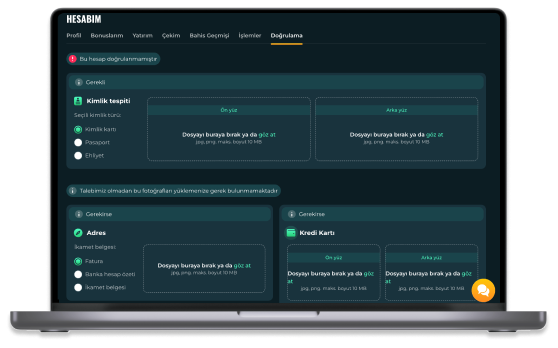 HESABIM
Profil Bonuslarım Yatırım Çekim Bahis Geçmişi İşlemler Doğrulama
Bu hesap doğrulanmamıştır
Gerekli
Kimlik tespiti
Seçili kimlik türü:
Kimlik kartı
Pasaport
Ehliyet
Ön yüz
Dosyayı buraya bırak ya da göz at
jpg, png. maks. boyut 10 MB
Arka yüz
Dosyayı buraya bırak ya da göz at
jpg, png. maks. boyut 10 MB
Talebimiz olmadan bu fotoğrafları yüklemenize gerek bulunmamaktadır
Gerekirse
Adres
İkamet belgesi:
Fatura
Banka hesap özeti
İkamet belgesi
Dosyayı buraya bırak ya da göz at
jpg, png. maks. boyut 10 MB
Gerekirse
Kredi Kartı
Ön yüz
Dosyayı buraya bırak ya da göz
at
jpg, png. maks. boyut 10 MB
Arka yüz
Dosyayı buraya bırak ya da göz
at
jpg, png. maks. boyut 10 MB